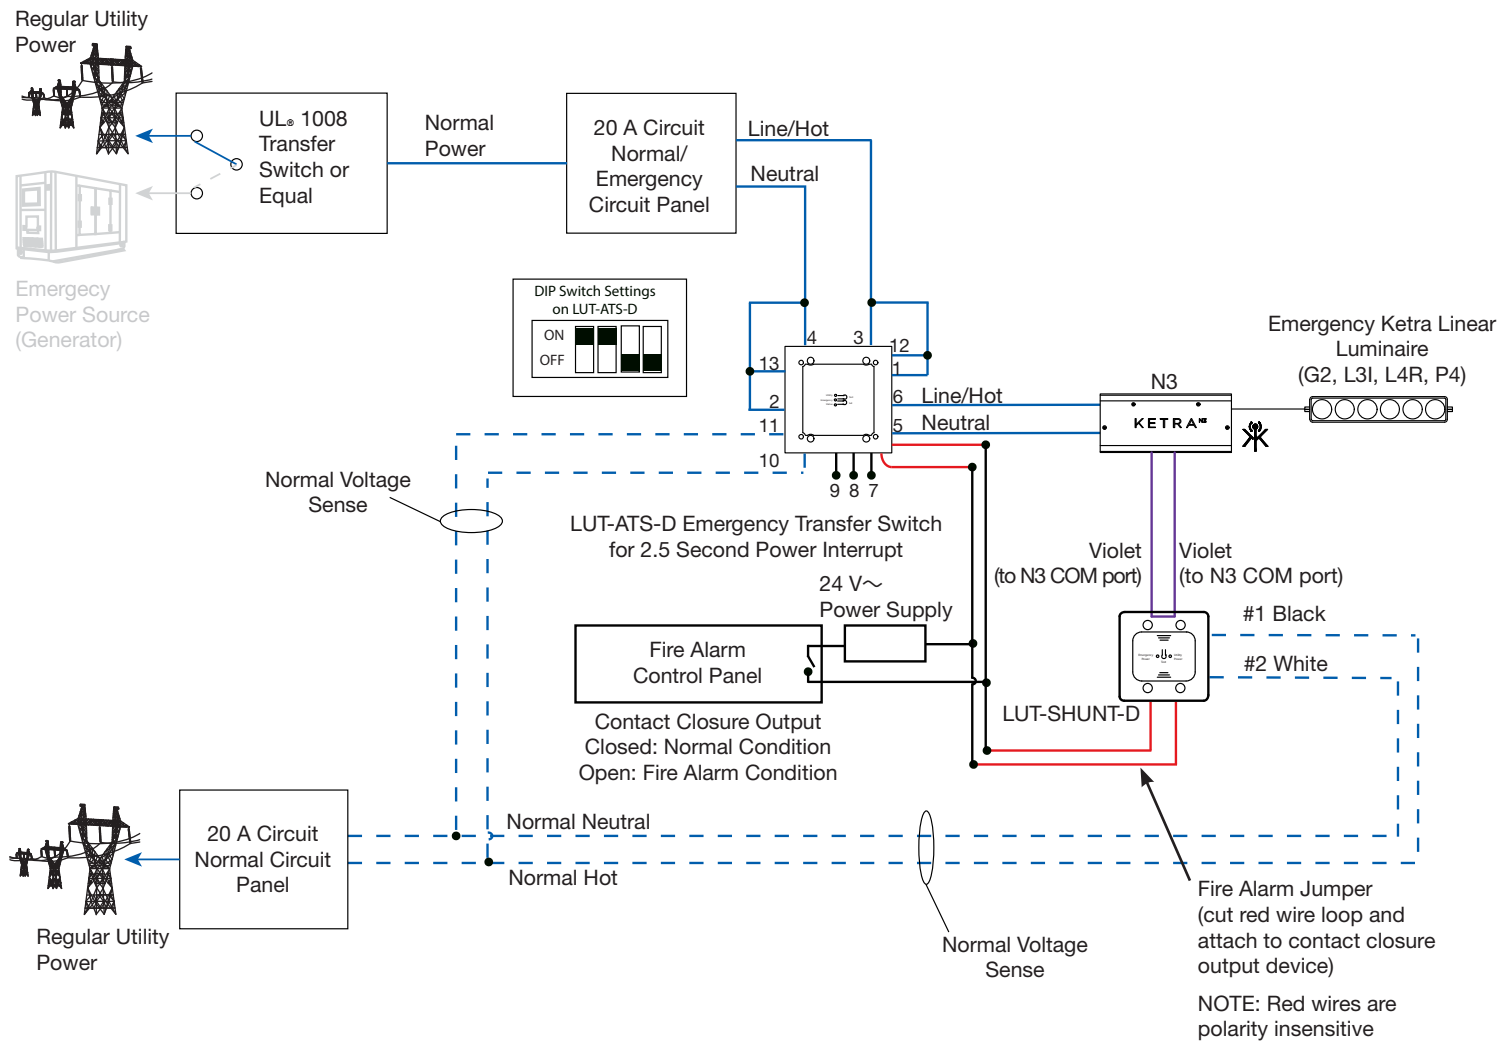 Regular Utility
Power
UL® 1008
Transfer
Switch or
Equal
Normal
Power
20 A Circuit
Normal/
Emergency
Circuit Panel
Line/Hot
Neutral
Emergecy
Power Source
(Generator)
DIP Switch Settings
on LUT-ATS-D
ON
OFF
4
3
12
13
1
2
6
11
5
10
9
8
7
Line/Hot
Neutral
N3
KETRA N3
Emergency Ketra Linear
Luminaire
(G2, L3I, L4R, P4)
Normal Voltage
Sense
LUT-ATS-D Emergency Transfer Switch
for 2.5 Second Power Interrupt
Violet
(to N3 COM port)
Violet
(to N3 COM port)
24 V~
Power Supply
#1 Black
#2 White
Fire Alarm
Control Panel
LUT-SHUNT-D
Contact Closure Output
Closed: Normal Condition
Open: Fire Alarm Condition
20 A Circuit
Normal Circuit
Panel
Normal Neutral
Normal Hot
Regular Utility
Power
Normal Voltage
Sense
Fire Alarm Jumper
(cut red wire loop and
attach to contact closure
output device)
NOTE: Red wires are
polarity insensitive